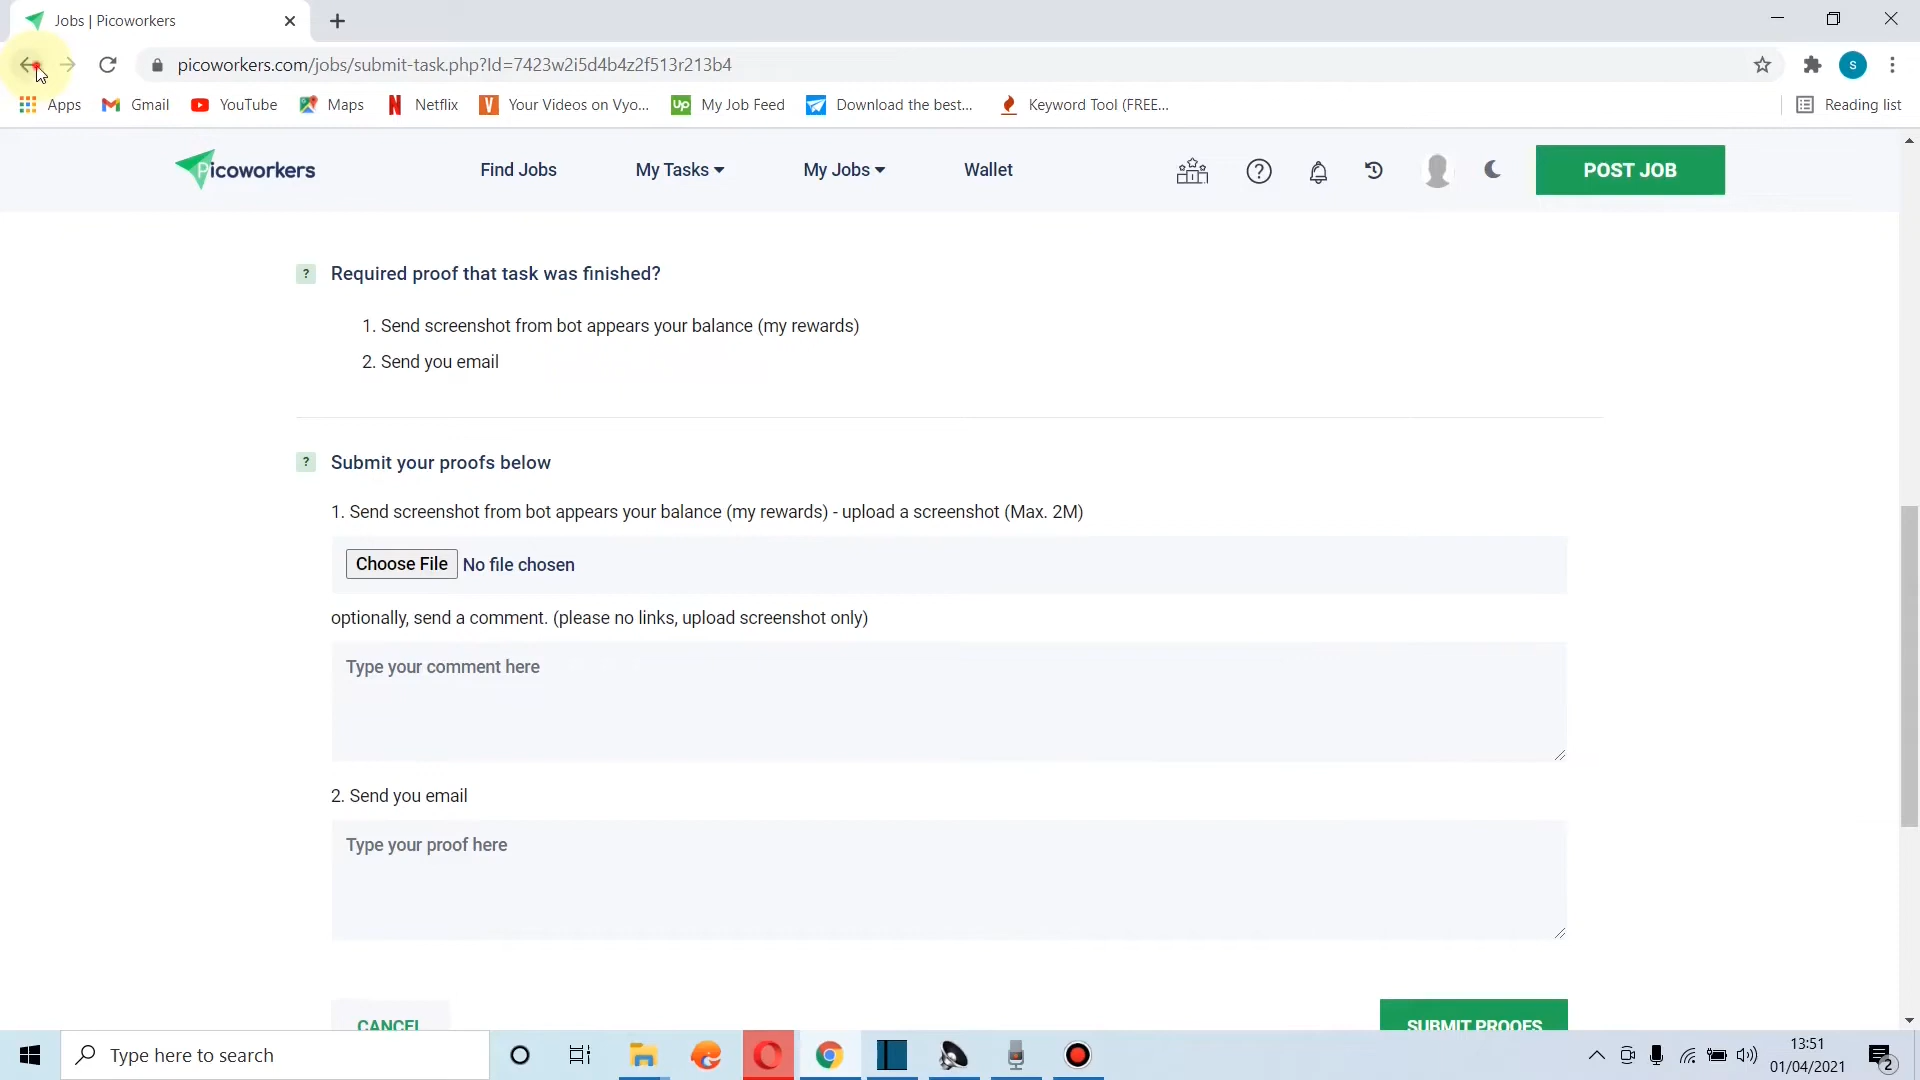 Jobs | Picoworkers
picoworkers.com/jobs/submit-task.php?Id=7423w2i5d4b4z2f513r213b4
S
Apps Gmail YouTube Maps Netflix Your Videos on Vyo... My Job Feed Download the best... Keyword Tool (FREE... Reading list
Picoworkers Find Jobs My Tasks My Jobs Wallet POST JOB
? Required proof that task was finished?
1. Send screenshot from bot appears your balance (my rewards)
2. Send you email
? Submit your proofs below
1. Send screenshot from bot appears your balance (my rewards) - upload a screenshot (Max. 2M)
Choose File No file chosen
optionally, send a comment. (please no links, upload screenshot only)
Type your comment here
2. Send you email
Type your proof here
CANCEL SUBMIT PROOFS
Type here to search
13:51
01/04/2021
2